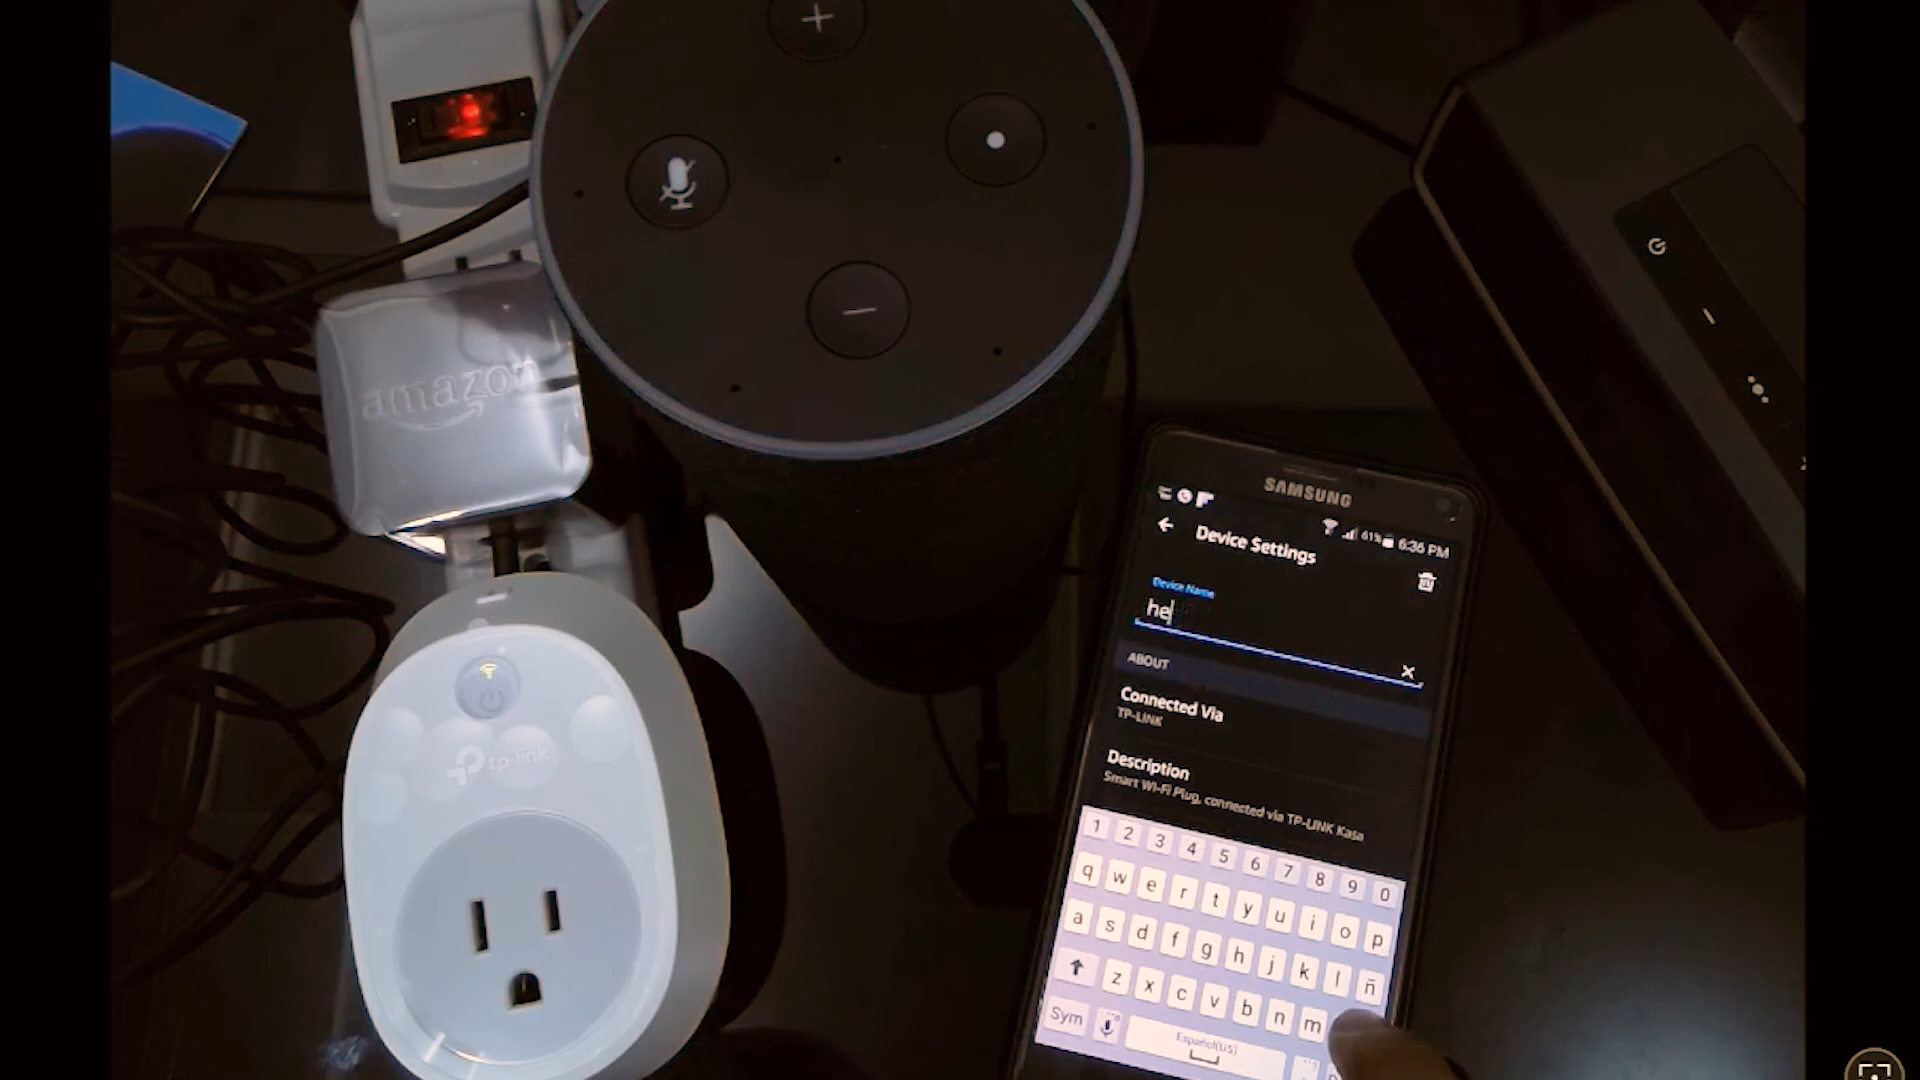 amazon
tp-link
SAMSUNG
61% 6:36 PM
Device Settings
Device Name
he
ABOUT
Connected Via
TP-LINK
Description
Smart Wi-Fi Plug, connected via TP-LINK Kasa
1 2 3 4 5 6 7 8 9 0
q w e r t y u i o p
a s d f g h j k l ñ
z x c v b n m
Sym
Español(US)